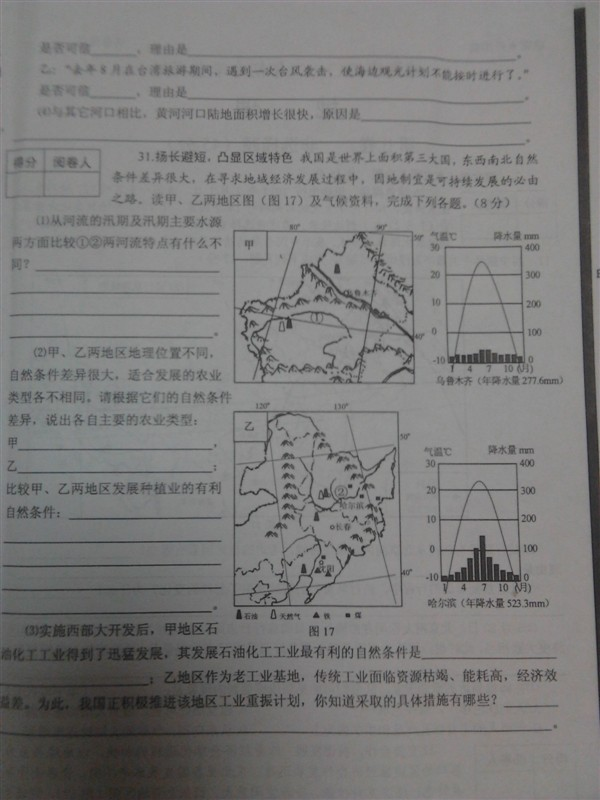 是否可信______，理由是______
乙：“去年8月在台湾旅游期间，遇到一次台风袭击，使海边观光计划不能按时进行了。”
是否可信______，理由是______。
⑷与其它河口相比，黄河河口陆地面积增长很快，原因是______。
得分 阅卷人
31.扬长避短，凸显区域特色 我国是世界上面积第三大国，东西南北自然
条件差异很大，在寻求地域经济发展过程中，因地制宜是可持续发展的必由
之路。读甲、乙两地区图（图17）及气候资料，完成下列各题。（8分）
⑴从河流的汛期及汛期主要水源
两方面比较①②两河流特点有什么不
同？______
______。
⑵甲、乙两地区地理位置不同，
自然条件差异很大，适合发展的农业
类型各不相同，请根据它们的自然条件
差异，说出各自主要的农业类型：
甲______，
乙______；
比较甲、乙两地区发展种植业的有利
自然条件：______
______。
甲
80° 90° 50°
乌鲁木齐
①
40°
气温℃ 降水量 mm
30 400
20 300
10 200
0 100
-10 0
1 4 7 10 (月)
乌鲁木齐（年降水量 277.6mm）
120° 130°
乙
50°
②
哈尔滨
长春
沈阳
40°
石油 天然气 铁 煤
图 17
气温℃ 降水量 mm
30 400
20 300
10 200
0 100
-10 0
1 4 7 10 (月)
哈尔滨（年降水量 523.3mm）
⑶实施西部大开发后，甲地区石
油化工工业得到了迅猛发展，其发展石油化工工业最有利的自然条件是______
______；乙地区作为老工业基地，传统工业面临资源枯竭、能耗高，经济效
益差。为此，我国正积极推进该地区工业重振计划，你知道采取的具体措施有哪些？______
______。